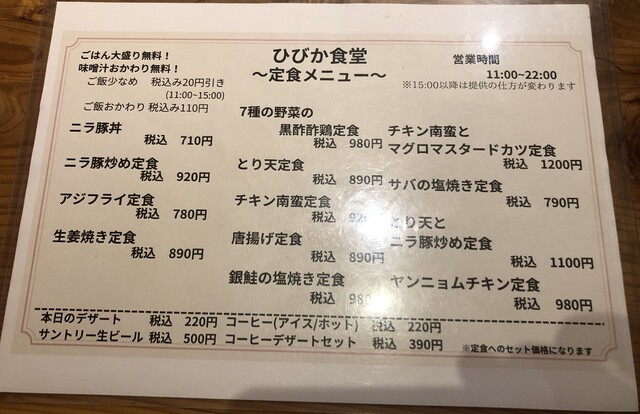 ひびか食堂
～定食メニュー～
ごはん大盛り無料！
味噌汁おかわり無料！
ご飯少なめ 税込み20円引き
(11:00~15:00)
ご飯おかわり 税込み110円
営業時間
11:00~22:00
※15:00以降は提供の仕方が変わります
ニラ豚丼
税込 710円
ニラ豚炒め定食
税込 920円
アジフライ定食
税込 780円
生姜焼き定食
税込 890円
7種の野菜の
黒酢酢鶏定食
税込 980円
とり天定食
税込 890円
チキン南蛮定食
税込
唐揚げ定食
税込 890円
銀鮭の塩焼き定食
税込
チキン南蛮と
マグロマスタードカツ定食
税込 1200円
サバの塩焼き定食
税込 790円
とり天と
ニラ豚炒め定食
税込 1100円
ヤンニョムチキン定食
税込 980円
本日のデザート 税込 220円 コーヒー(アイス/ホット) 税込 220円
サントリー生ビール 税込 500円 コーヒーデザートセット 税込 390円
※定食へのセット価格になります